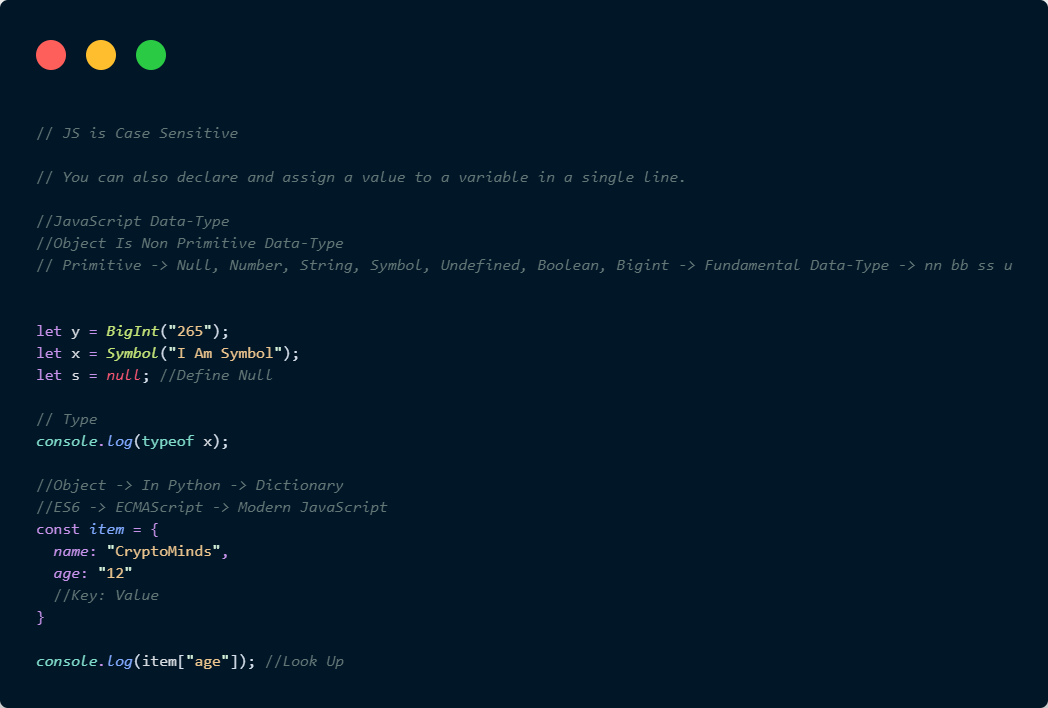 // JS is Case Sensitive
// You can also declare and assign a value to a variable in a single line.
//JavaScript Data-Type
//Object Is Non Primitive Data-Type
// Primitive -> Null, Number, String, Symbol, Undefined, Boolean, Bigint -> Fundamental Data-Type -> nn bb ss u
let y = BigInt("265");
let x = Symbol("I Am Symbol");
let s = null; //Define Null
// Type
console.log(typeof x);
//Object -> In Python -> Dictionary
//ES6 -> ECMAScript -> Modern JavaScript
const item = {
  name: "CryptoMinds",
  age: "12"
  //Key: Value
}
console.log(item["age"]); //Look Up